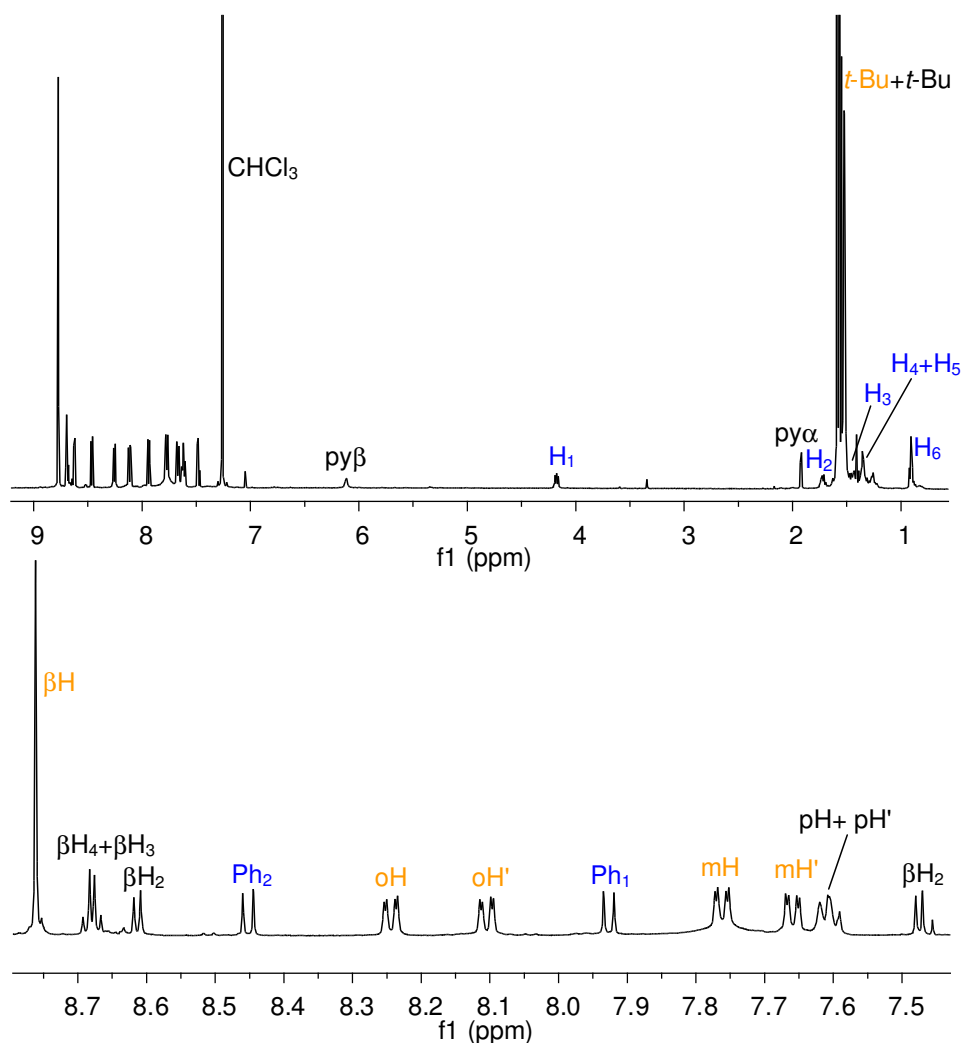 t-Bu+t-Bu
CHCl₃
H₄+H₅
H₃
pyβ
H₁
pyα
H₂
H₆
9 8 7 6 5 4 3 2 1
f1 (ppm)
βH
βH₄+βH₃
βH₂
Ph₂
oH
oH'
Ph₁
mH
mH'
pH+ pH'
βH₂
8.7 8.6 8.5 8.4 8.3 8.2 8.1 8.0 7.9 7.8 7.7 7.6 7.5
f1 (ppm)